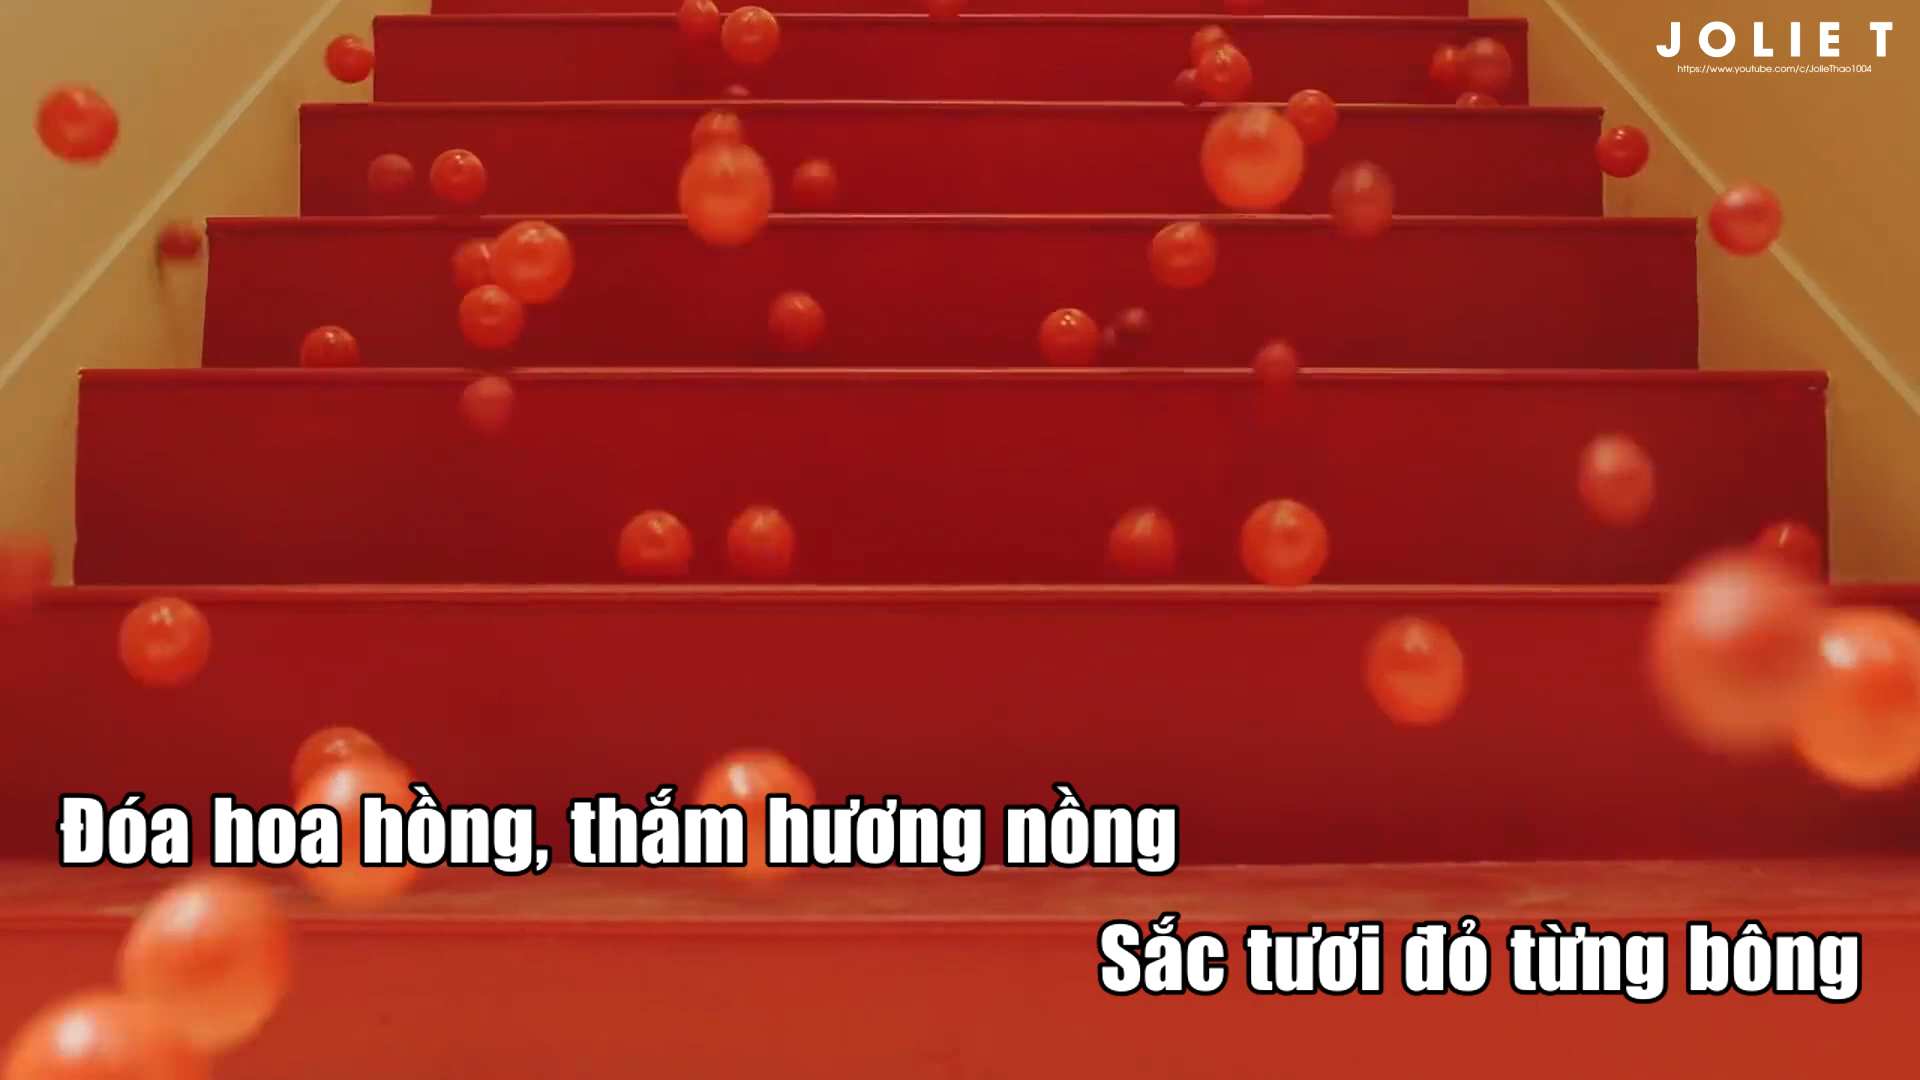 JOLIE T
https://www.youtube.com/c/JolieThao1004
Đóa hoa hồng, thắm hương nồng
Sắc tươi đỏ từng bông